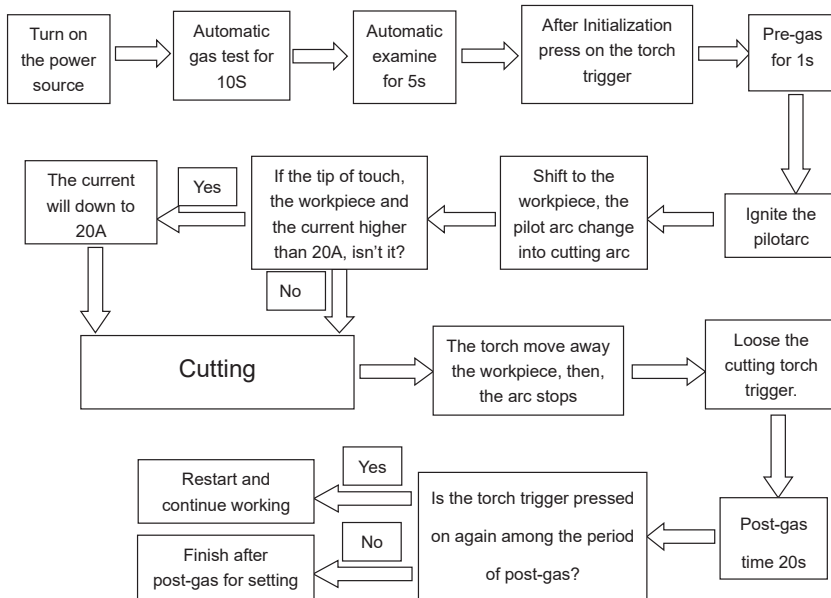 Turn on
the power
source
Automatic
gas test for
10S
Automatic
examine
for 5s
After Initialization
press on the torch
trigger
Pre-gas
for 1s
Ignite the
pilotarc
Shift to the
workpiece, the
pilot arc change
into cutting arc
If the tip of touch,
the workpiece and
the current higher
than 20A, isn't it?
Yes
The current
will down to
20A
No
Cutting
The torch move away
the workpiece, then,
the arc stops
Loose the
cutting torch
trigger.
Post-gas
time 20s
Is the torch trigger pressed
on again among the period
of post-gas?
Yes
Restart and
continue working
No
Finish after
post-gas for setting